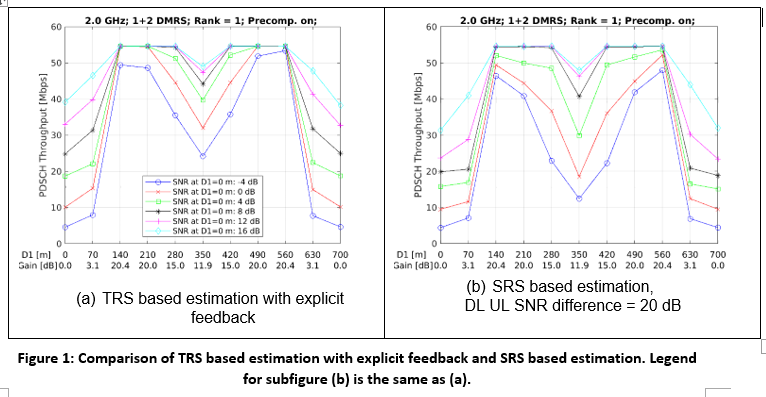 2.0 GHz; 1+2 DMRS; Rank = 1; Precomp. on;
60
50
40
30
20
10
0
PDSCH Throughput [Mbps]
SNR at D1=0 m: -4 dB
SNR at D1=0 m: 0 dB
SNR at D1=0 m: 4 dB
SNR at D1=0 m: 8 dB
SNR at D1=0 m: 12 dB
SNR at D1=0 m: 16 dB
D1 [m] 0 70 140 210 280 350 420 490 560 630 700
Gain [dB] 0.0 3.1 20.4 20.0 15.0 11.9 15.0 20.0 20.4 3.1 0.0
(a) TRS based estimation with explicit
feedback
2.0 GHz; 1+2 DMRS; Rank = 1; Precomp. on;
60
50
40
30
20
10
0
PDSCH Throughput [Mbps]
D1 [m] 0 70 140 210 280 350 420 490 560 630 700
Gain [dB] 0.0 3.1 20.4 20.0 15.0 11.9 15.0 20.0 20.4 3.1 0.0
(b) SRS based estimation,
DL UL SNR difference = 20 dB
Figure 1: Comparison of TRS based estimation with explicit feedback and SRS based estimation. Legend
for subfigure (b) is the same as (a).